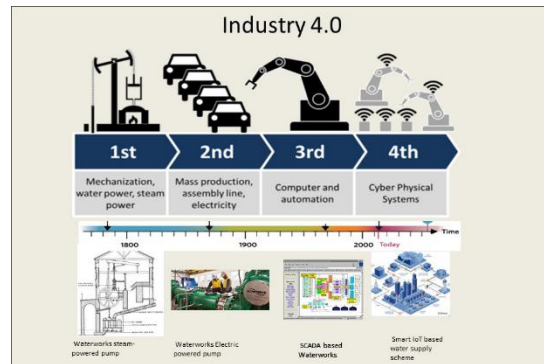 Industry 4.0
1st
2nd
3rd
4th
Mechanization,
water power, steam
power
Mass production,
assembly line,
electricity
Computer and
automation
Cyber Physical
Systems
Time
1800
1900
2000
Today
Waterworks steam-
powered pump
Waterworks Electric
powered pump
SCADA based
Waterworks
Smart IoT based
water supply
scheme